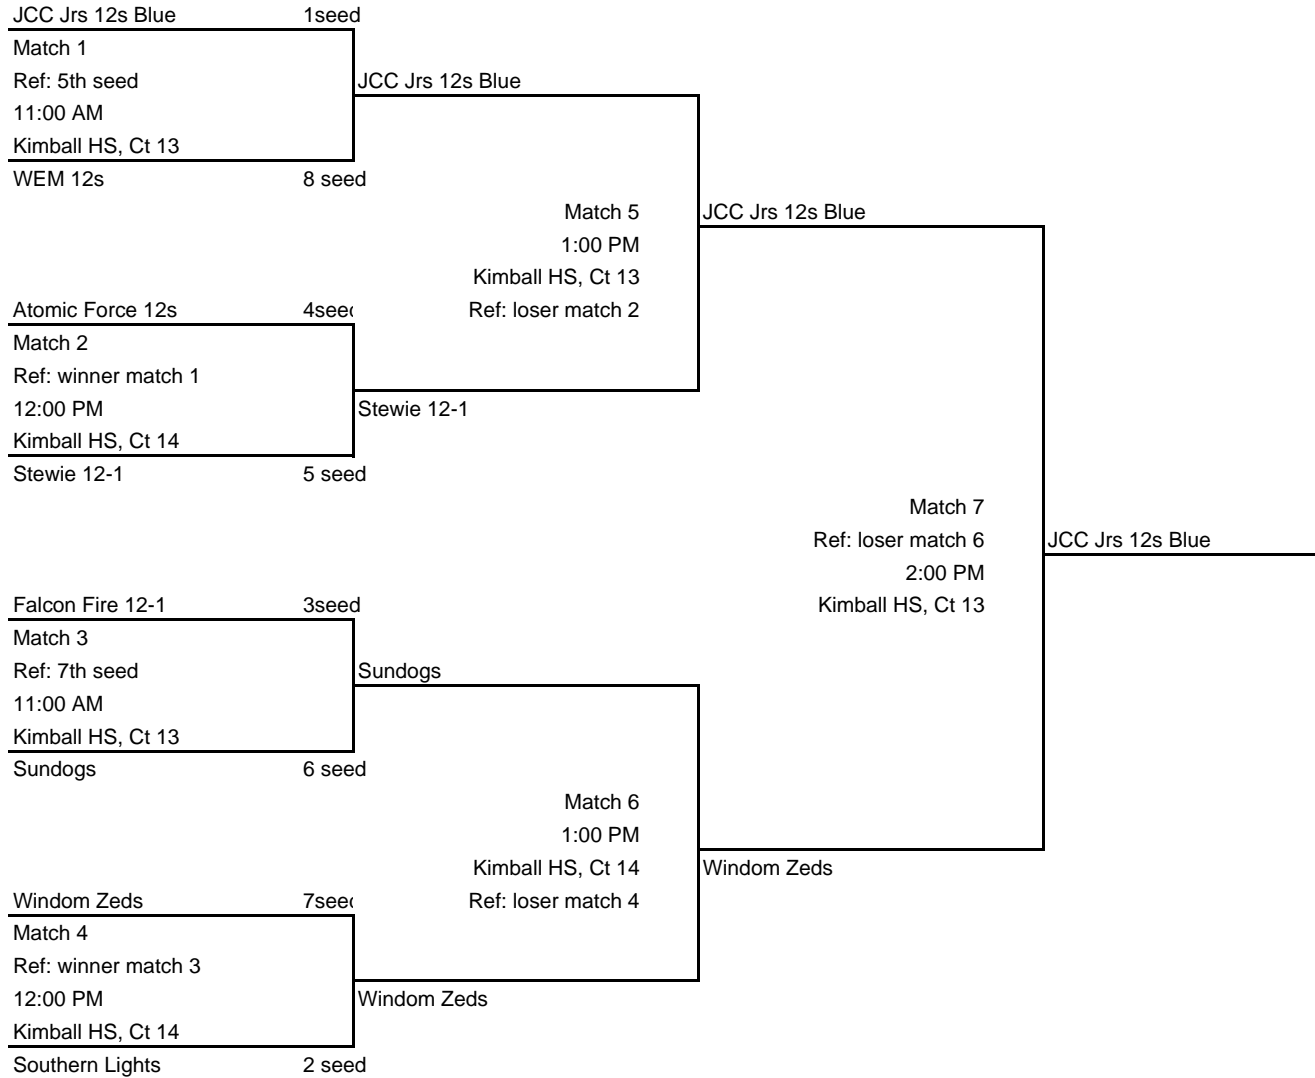 JCC Jrs 12s Blue 1seed
Match 1
Ref: 5th seed
JCC Jrs 12s Blue
11:00 AM
Kimball HS, Ct 13
WEM 12s 8 seed
Match 5
JCC Jrs 12s Blue
1:00 PM
Kimball HS, Ct 13
Atomic Force 12s 4seed
Ref: loser match 2
Match 2
Ref: winner match 1
12:00 PM
Stewie 12-1
Kimball HS, Ct 14
Stewie 12-1 5 seed
Match 7
Ref: loser match 6
JCC Jrs 12s Blue
2:00 PM
Falcon Fire 12-1 3seed
Kimball HS, Ct 13
Match 3
Ref: 7th seed
Sundogs
11:00 AM
Kimball HS, Ct 13
Sundogs 6 seed
Match 6
1:00 PM
Kimball HS, Ct 14
Windom Zeds
Windom Zeds 7seed
Ref: loser match 4
Match 4
Ref: winner match 3
12:00 PM
Windom Zeds
Kimball HS, Ct 14
Southern Lights 2 seed